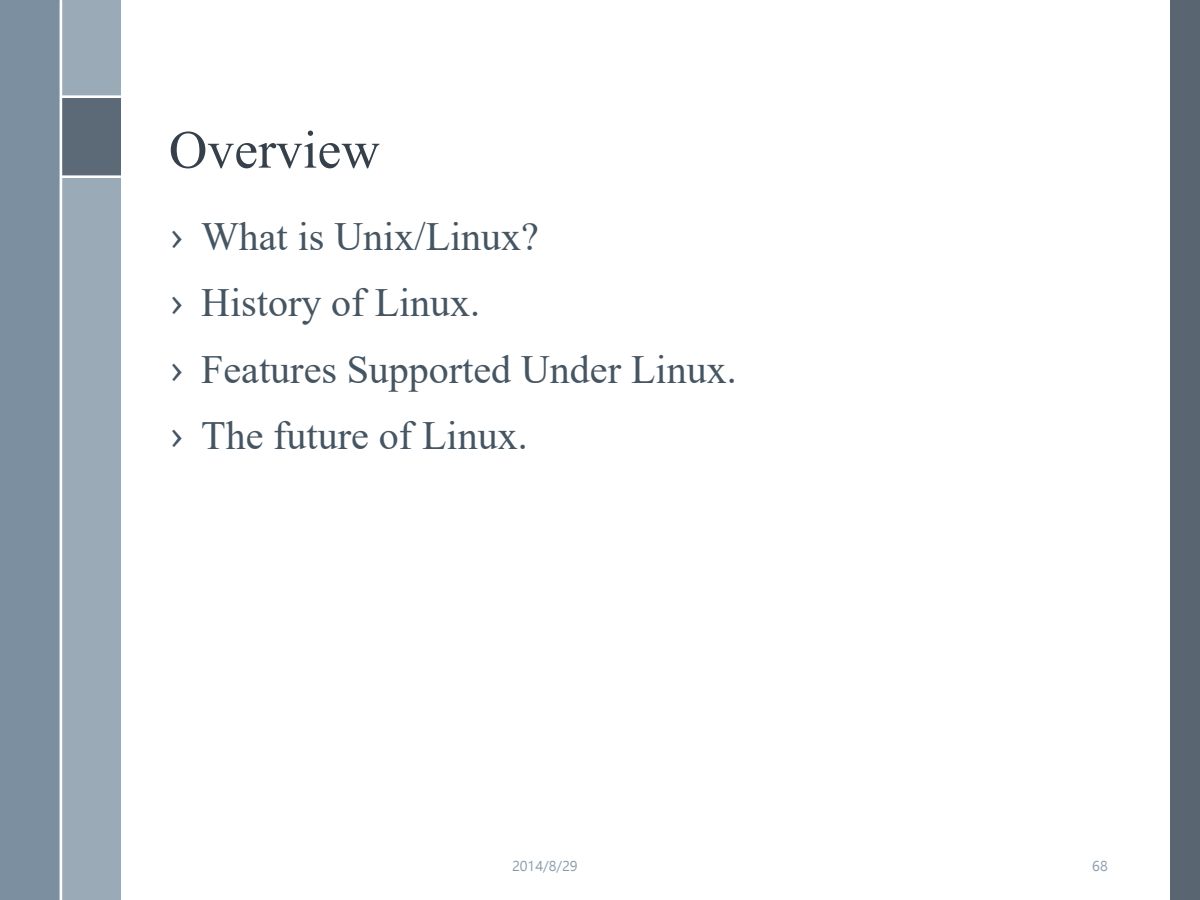 Overview
› What is Unix/Linux?
› History of Linux.
› Features Supported Under Linux.
› The future of Linux.
2014/8/29
68